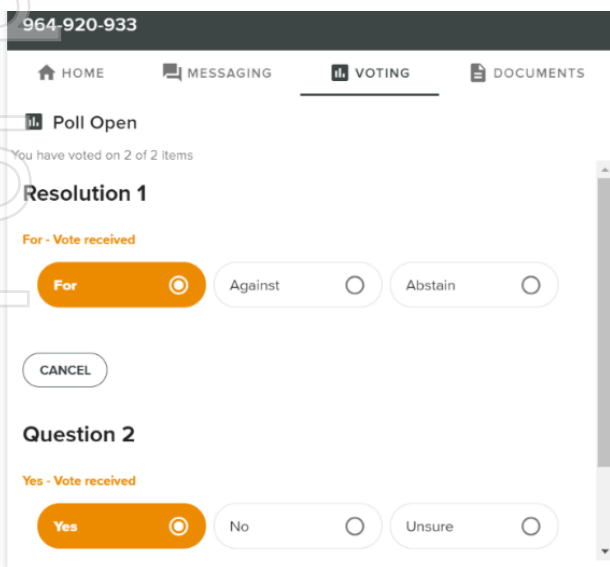 964-920-933
HOME MESSAGING VOTING DOCUMENTS
Poll Open
You have voted on 2 of 2 items
Resolution 1
For - Vote received
For Against Abstain
CANCEL
Question 2
Yes - Vote received
Yes No Unsure